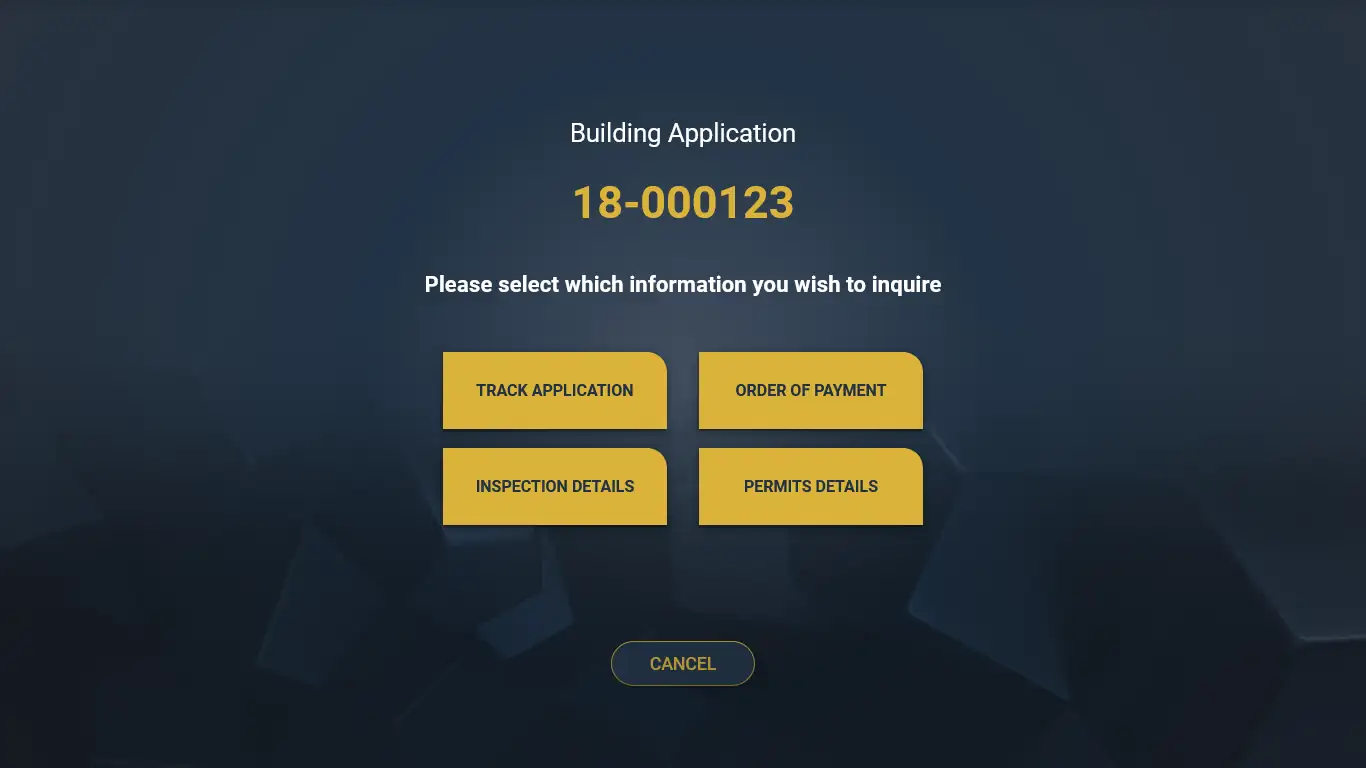 Building Application
18-000123
Please select which information you wish to inquire
TRACK APPLICATION
ORDER OF PAYMENT
INSPECTION DETAILS
PERMITS DETAILS
CANCEL